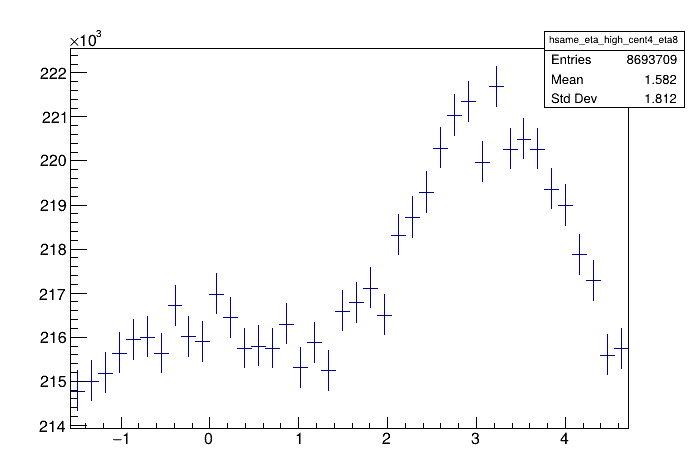 ×10³
hsame_eta_high_cent4_eta8
Entries 8693709
Mean 1.582
Std Dev 1.812
222
221
220
219
218
217
216
215
214
−1 0 1 2 3 4